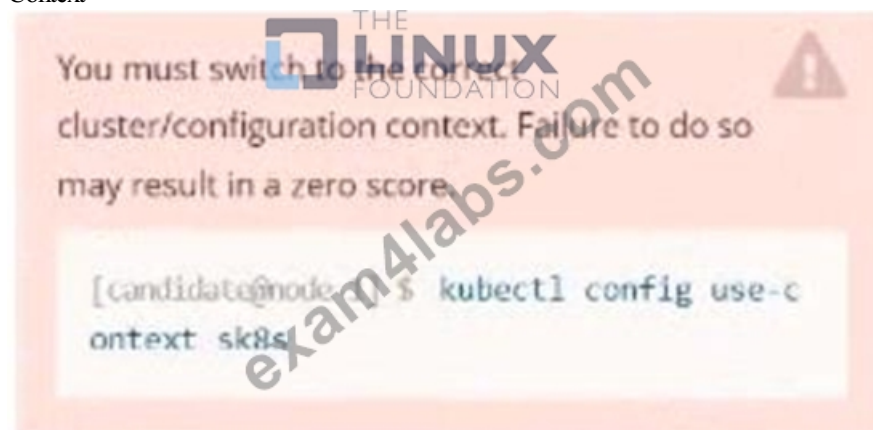 Context
THE
LINUX
FOUNDATION
You must switch to the correct
cluster/configuration context. Failure to do so
may result in a zero score.
[candidate@node-1] $ kubectl config use-c
ontext sk8s
exam4labs.com